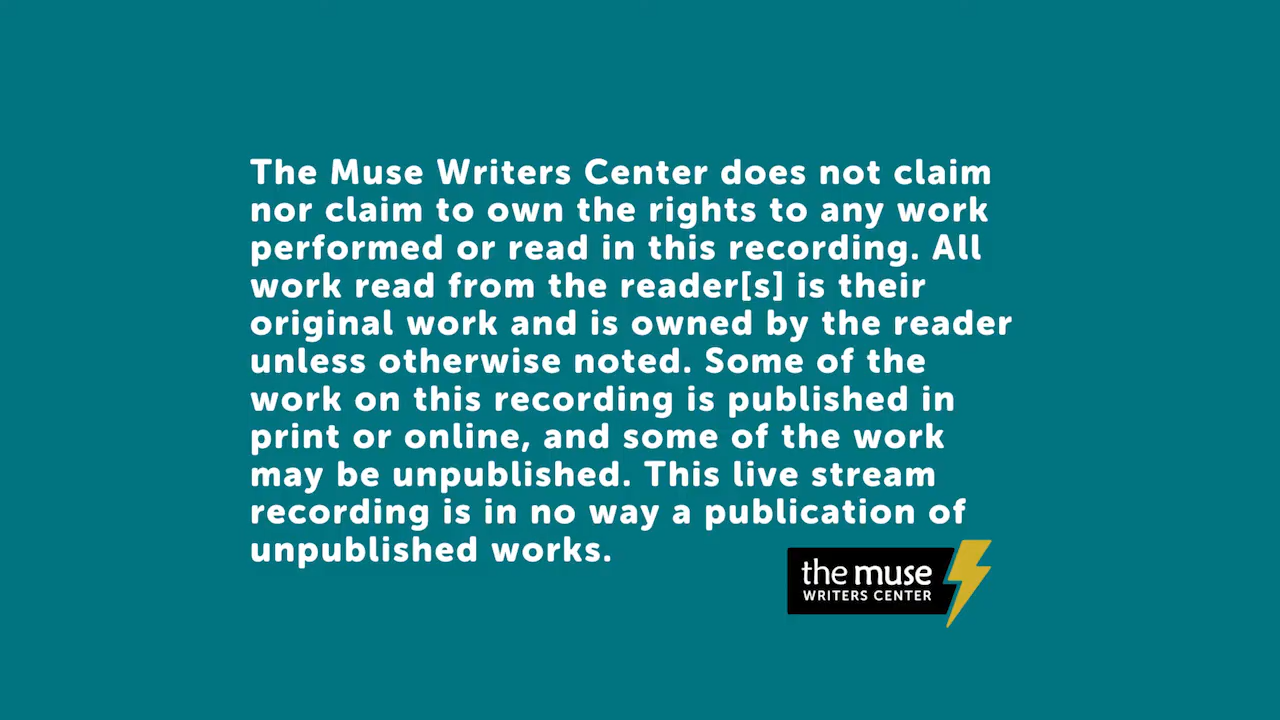 The Muse Writers Center does not claim
nor claim to own the rights to any work
performed or read in this recording. All
work read from the reader[s] is their
original work and is owned by the reader
unless otherwise noted. Some of the
work on this recording is published in
print or online, and some of the work
may be unpublished. This live stream
recording is in no way a publication of
unpublished works.
the muse
WRITERS CENTER